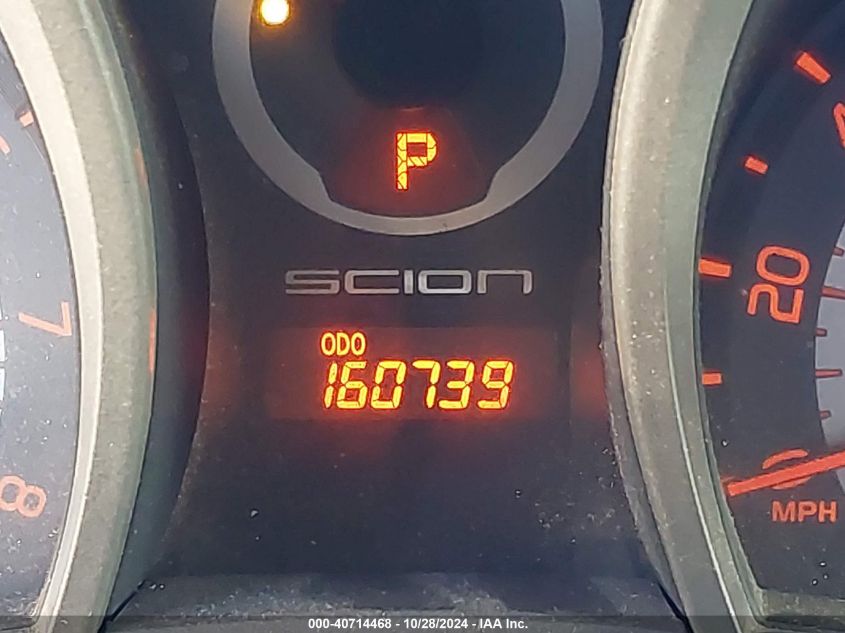 P
SCION
ODO
160739
7
8
20
MPH
000-40714468 - 10/28/2024 - IAA Inc.